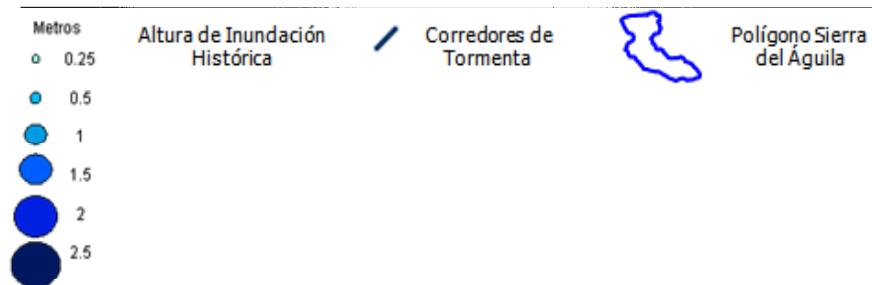 Metros
0.25
0.5
1
1.5
2
2.5
Altura de Inundación
Histórica
Corredores de
Tormenta
Polígono Sierra
del Águila